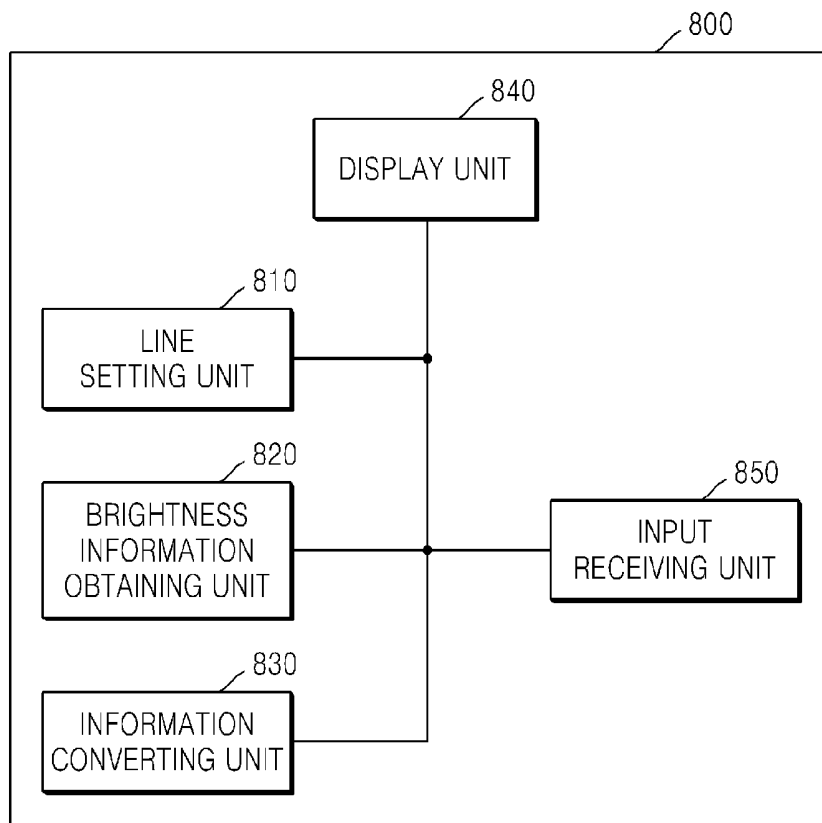 800
840
DISPLAY UNIT
810
LINE
SETTING UNIT
820
BRIGHTNESS
INFORMATION
OBTAINING UNIT
850
INPUT
RECEIVING UNIT
830
INFORMATION
CONVERTING UNIT